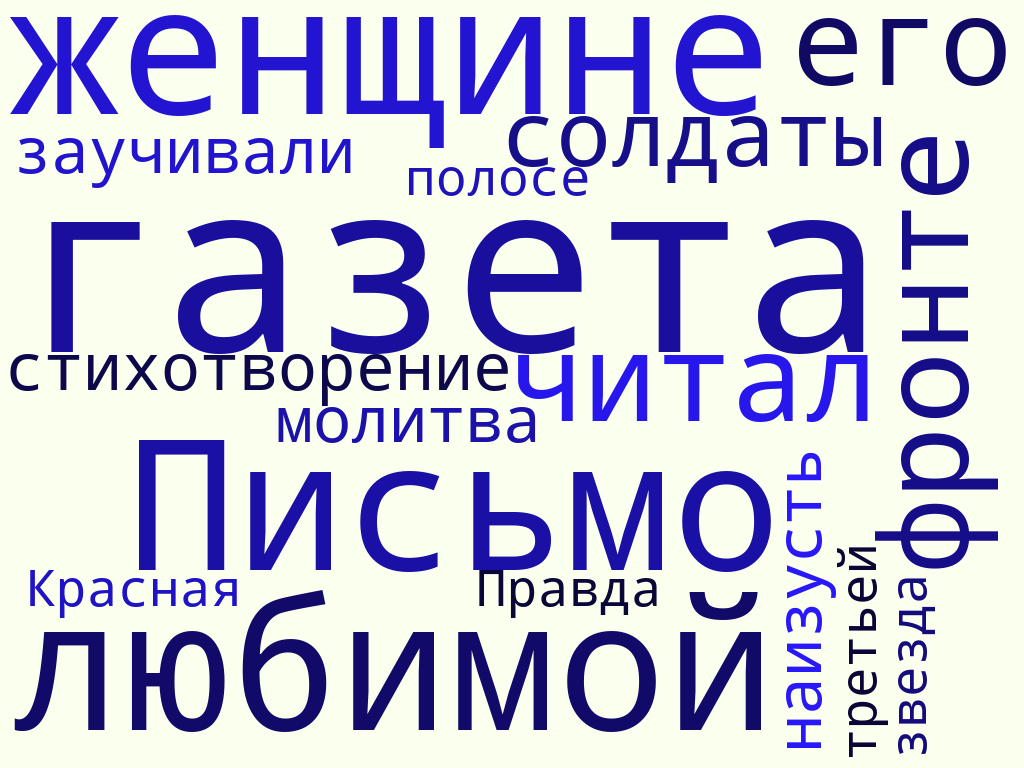 женщине
его
заучивали
солдаты
полосе
газета
фронте
стихотворение
читал
молитва
Письмо
наизусть
Красная
Правда
третьей
звезда
любимой